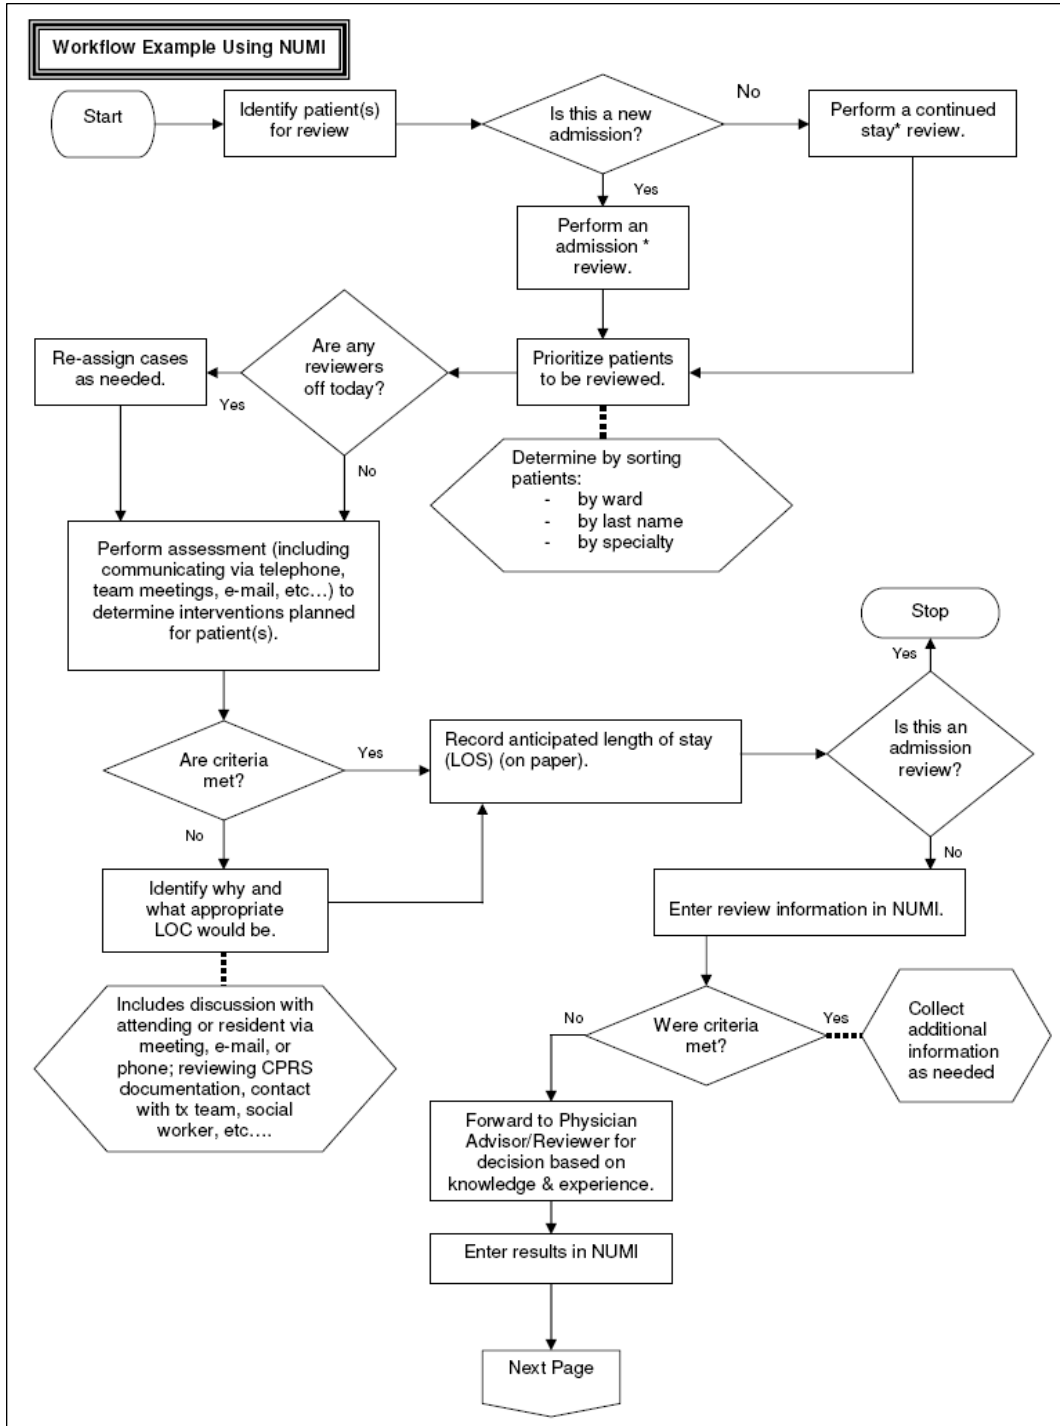 Workflow Example Using NUMI
Start
Identify patient(s)
for review
Is this a new
admission?
No
Perform a continued
stay* review.
Yes
Perform an
admission *
review.
Re-assign cases
as needed.
Yes
Are any
reviewers
off today?
No
Prioritize patients
to be reviewed.
Determine by sorting
patients:
- by ward
- by last name
- by specialty
Perform assessment (including
communicating via telephone,
team meetings, e-mail, etc…) to
determine interventions planned
for patient(s).
Stop
Yes
Are criteria
met?
Yes
Record anticipated length of stay
(LOS) (on paper).
Is this an
admission
review?
No
No
Identify why and
what appropriate
LOC would be.
Enter review information in NUMI.
Includes discussion with
attending or resident via
meeting, e-mail, or
phone; reviewing CPRS
documentation, contact
with tx team, social
worker, etc….
No
Were criteria
met?
Yes
Collect
additional
information
as needed
Forward to Physician
Advisor/Reviewer for
decision based on
knowledge & experience.
Enter results in NUMI
Next Page